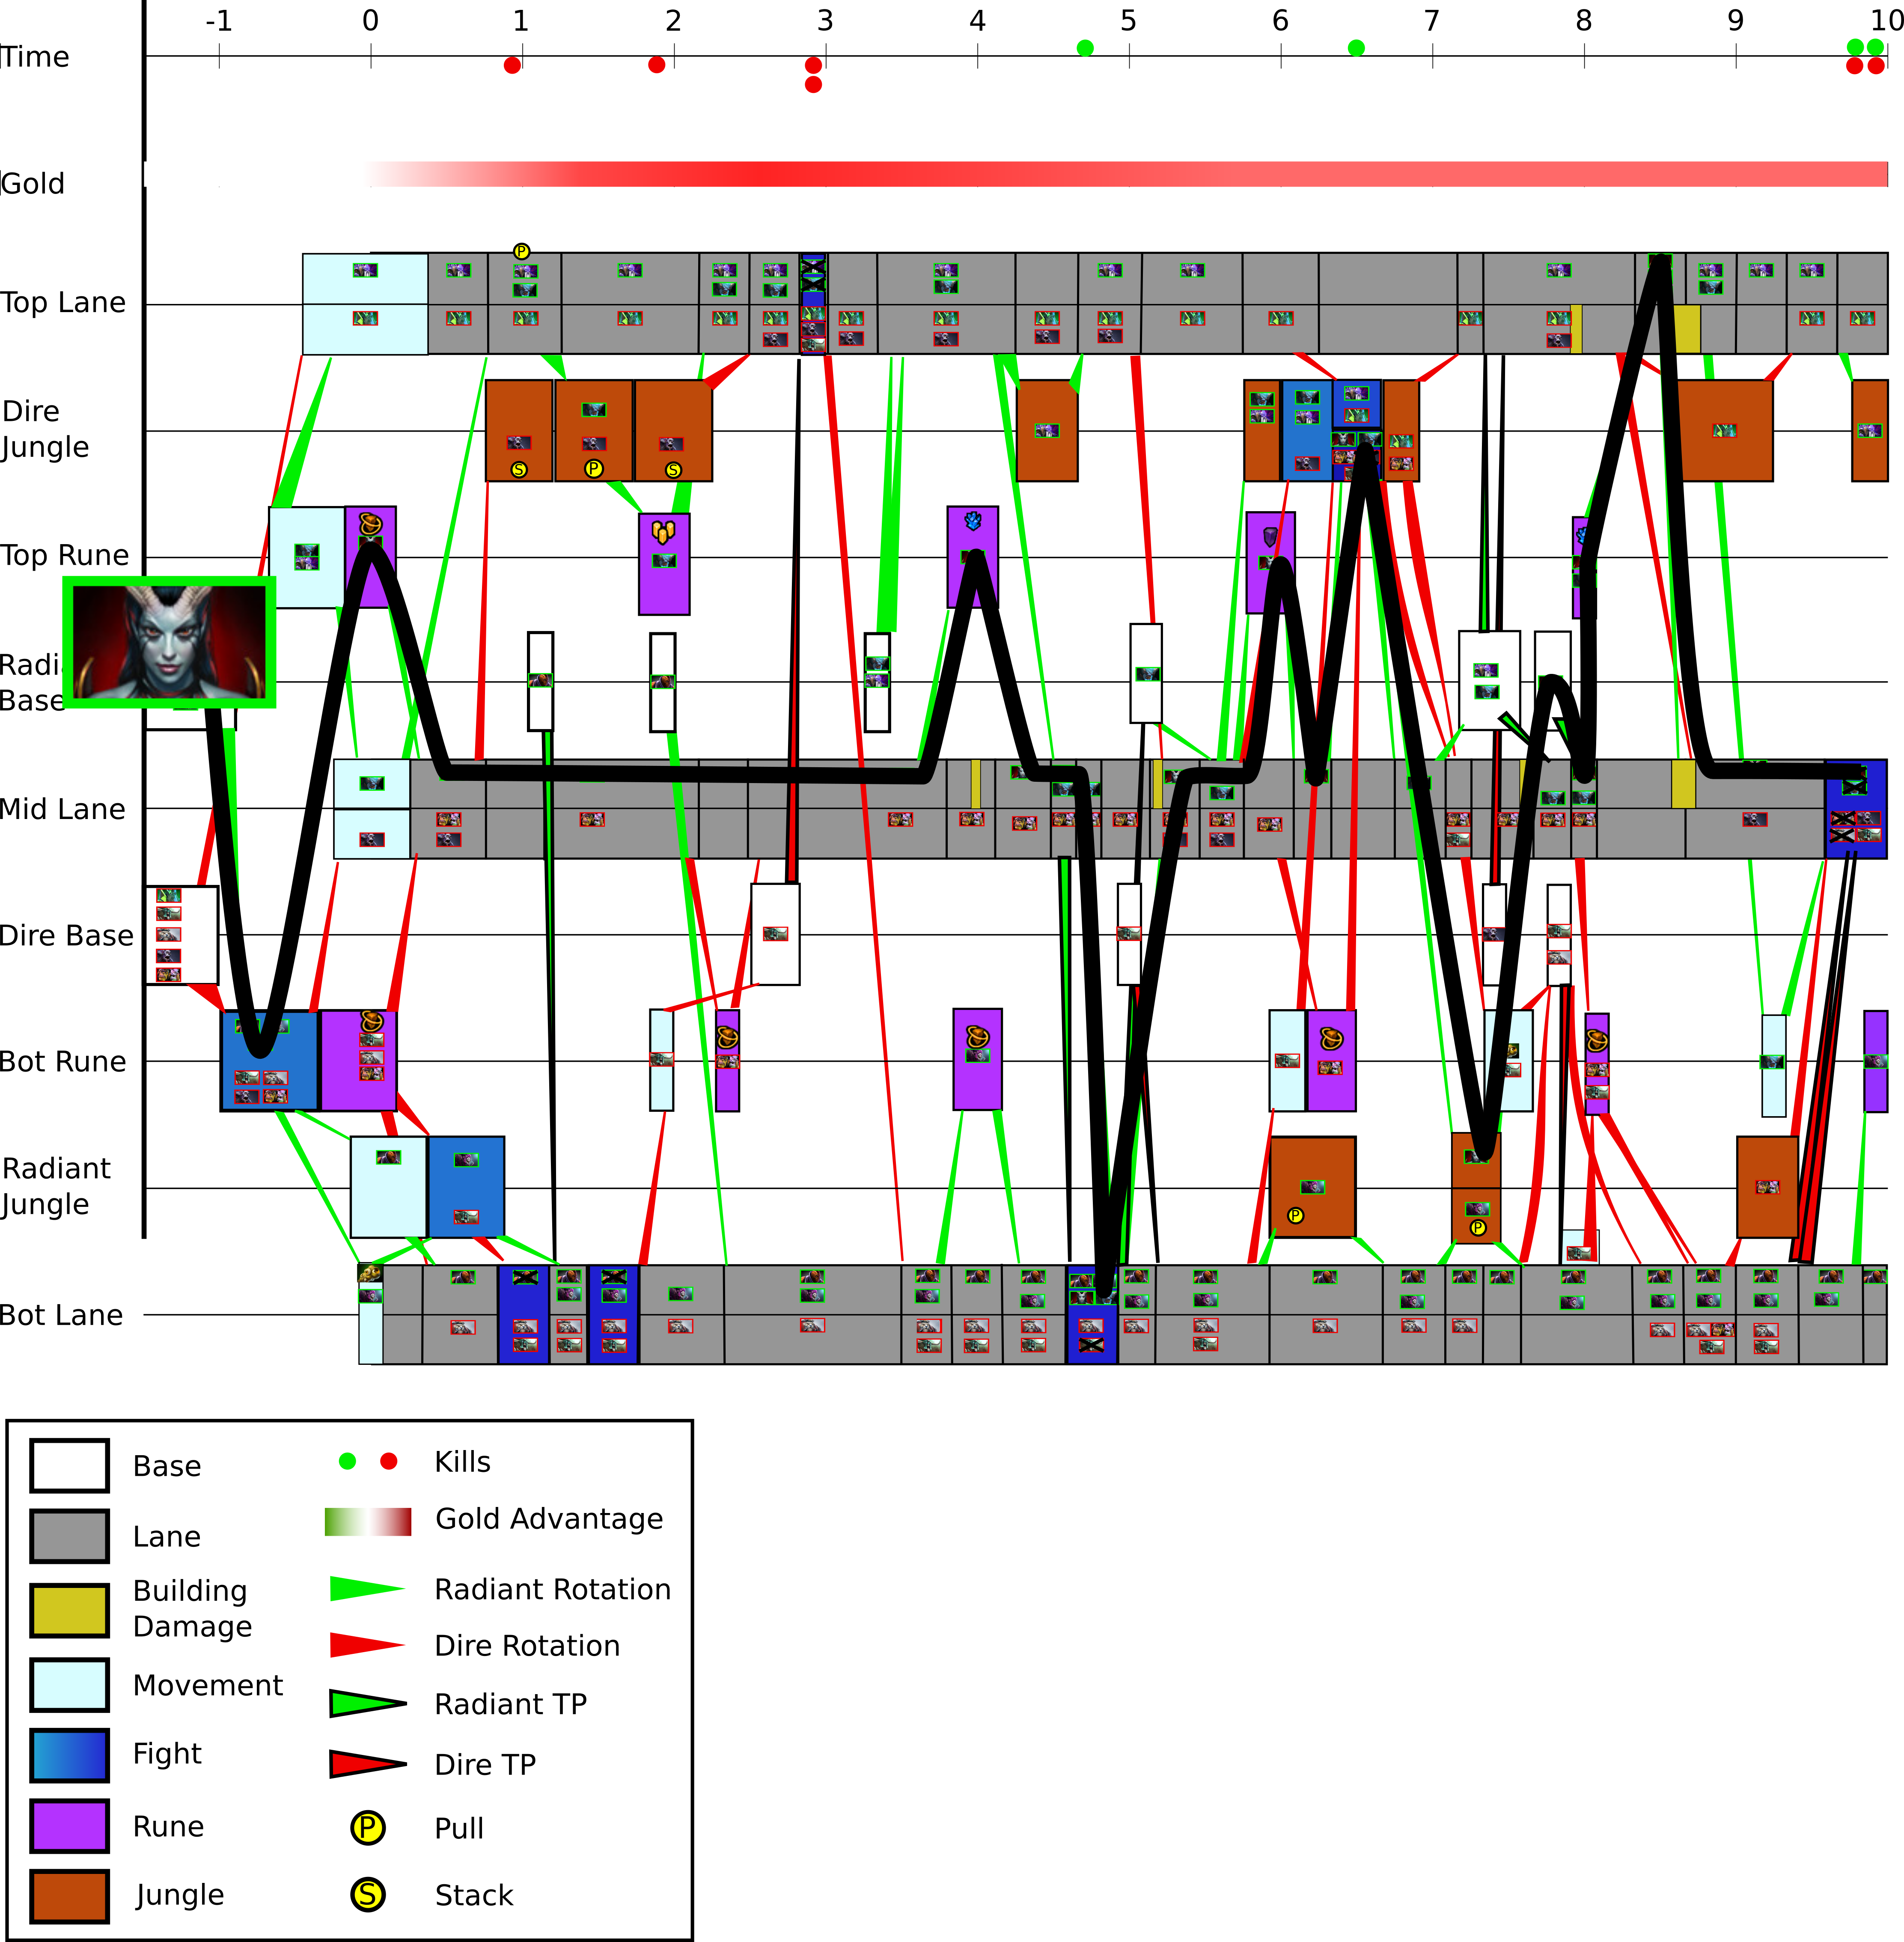 -1 0 1 2 3 4 5 6 7 8 9 10
Time
Gold
P
Top Lane
Dire
Jungle
S P S
Top Rune
Radia
Base
Mid Lane
Dire Base
Bot Rune
Radiant
Jungle
P P
Bot Lane
Base
Kills
Lane
Gold Advantage
Building
Damage
Radiant Rotation
Dire Rotation
Movement
Radiant TP
Fight
Dire TP
Rune
P
Pull
Jungle
S
Stack